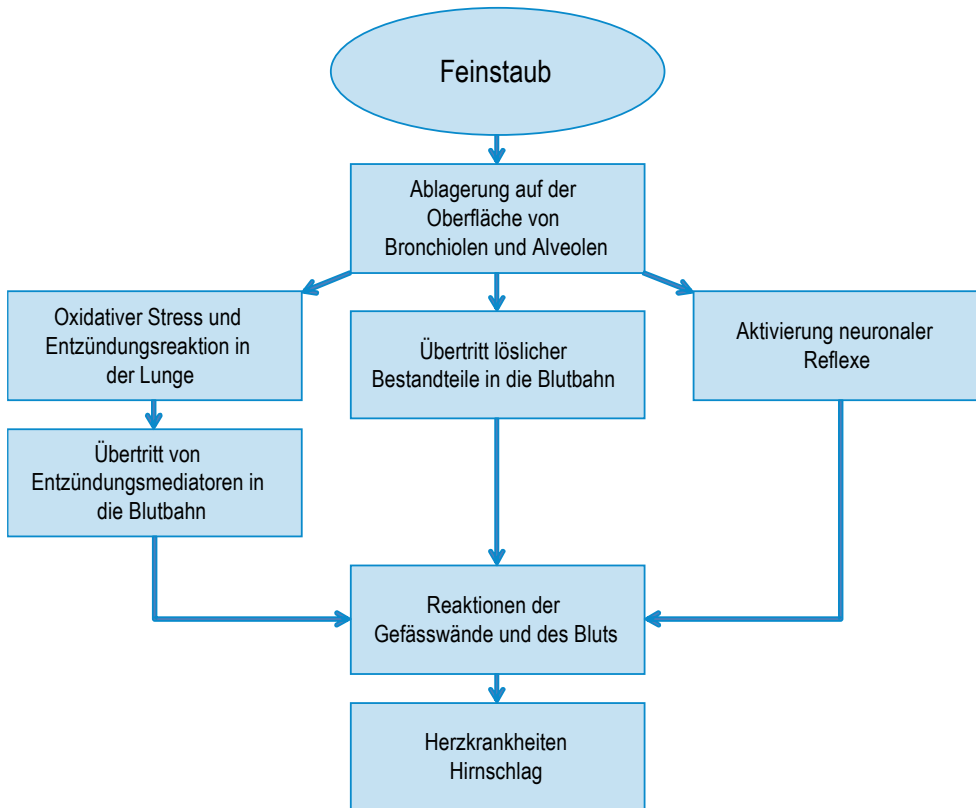 Feinstaub
Ablagerung auf der
Oberfläche von
Bronchiolen und Alveolen
Oxidativer Stress und
Entzündungsreaktion in
der Lunge
Übertritt löslicher
Bestandteile in die Blutbahn
Aktivierung neuronaler
Reflexe
Übertritt von
Entzündungsmediatoren in
die Blutbahn
Reaktionen der
Gefässwände und des Bluts
Herzkrankheiten
Hirnschlag